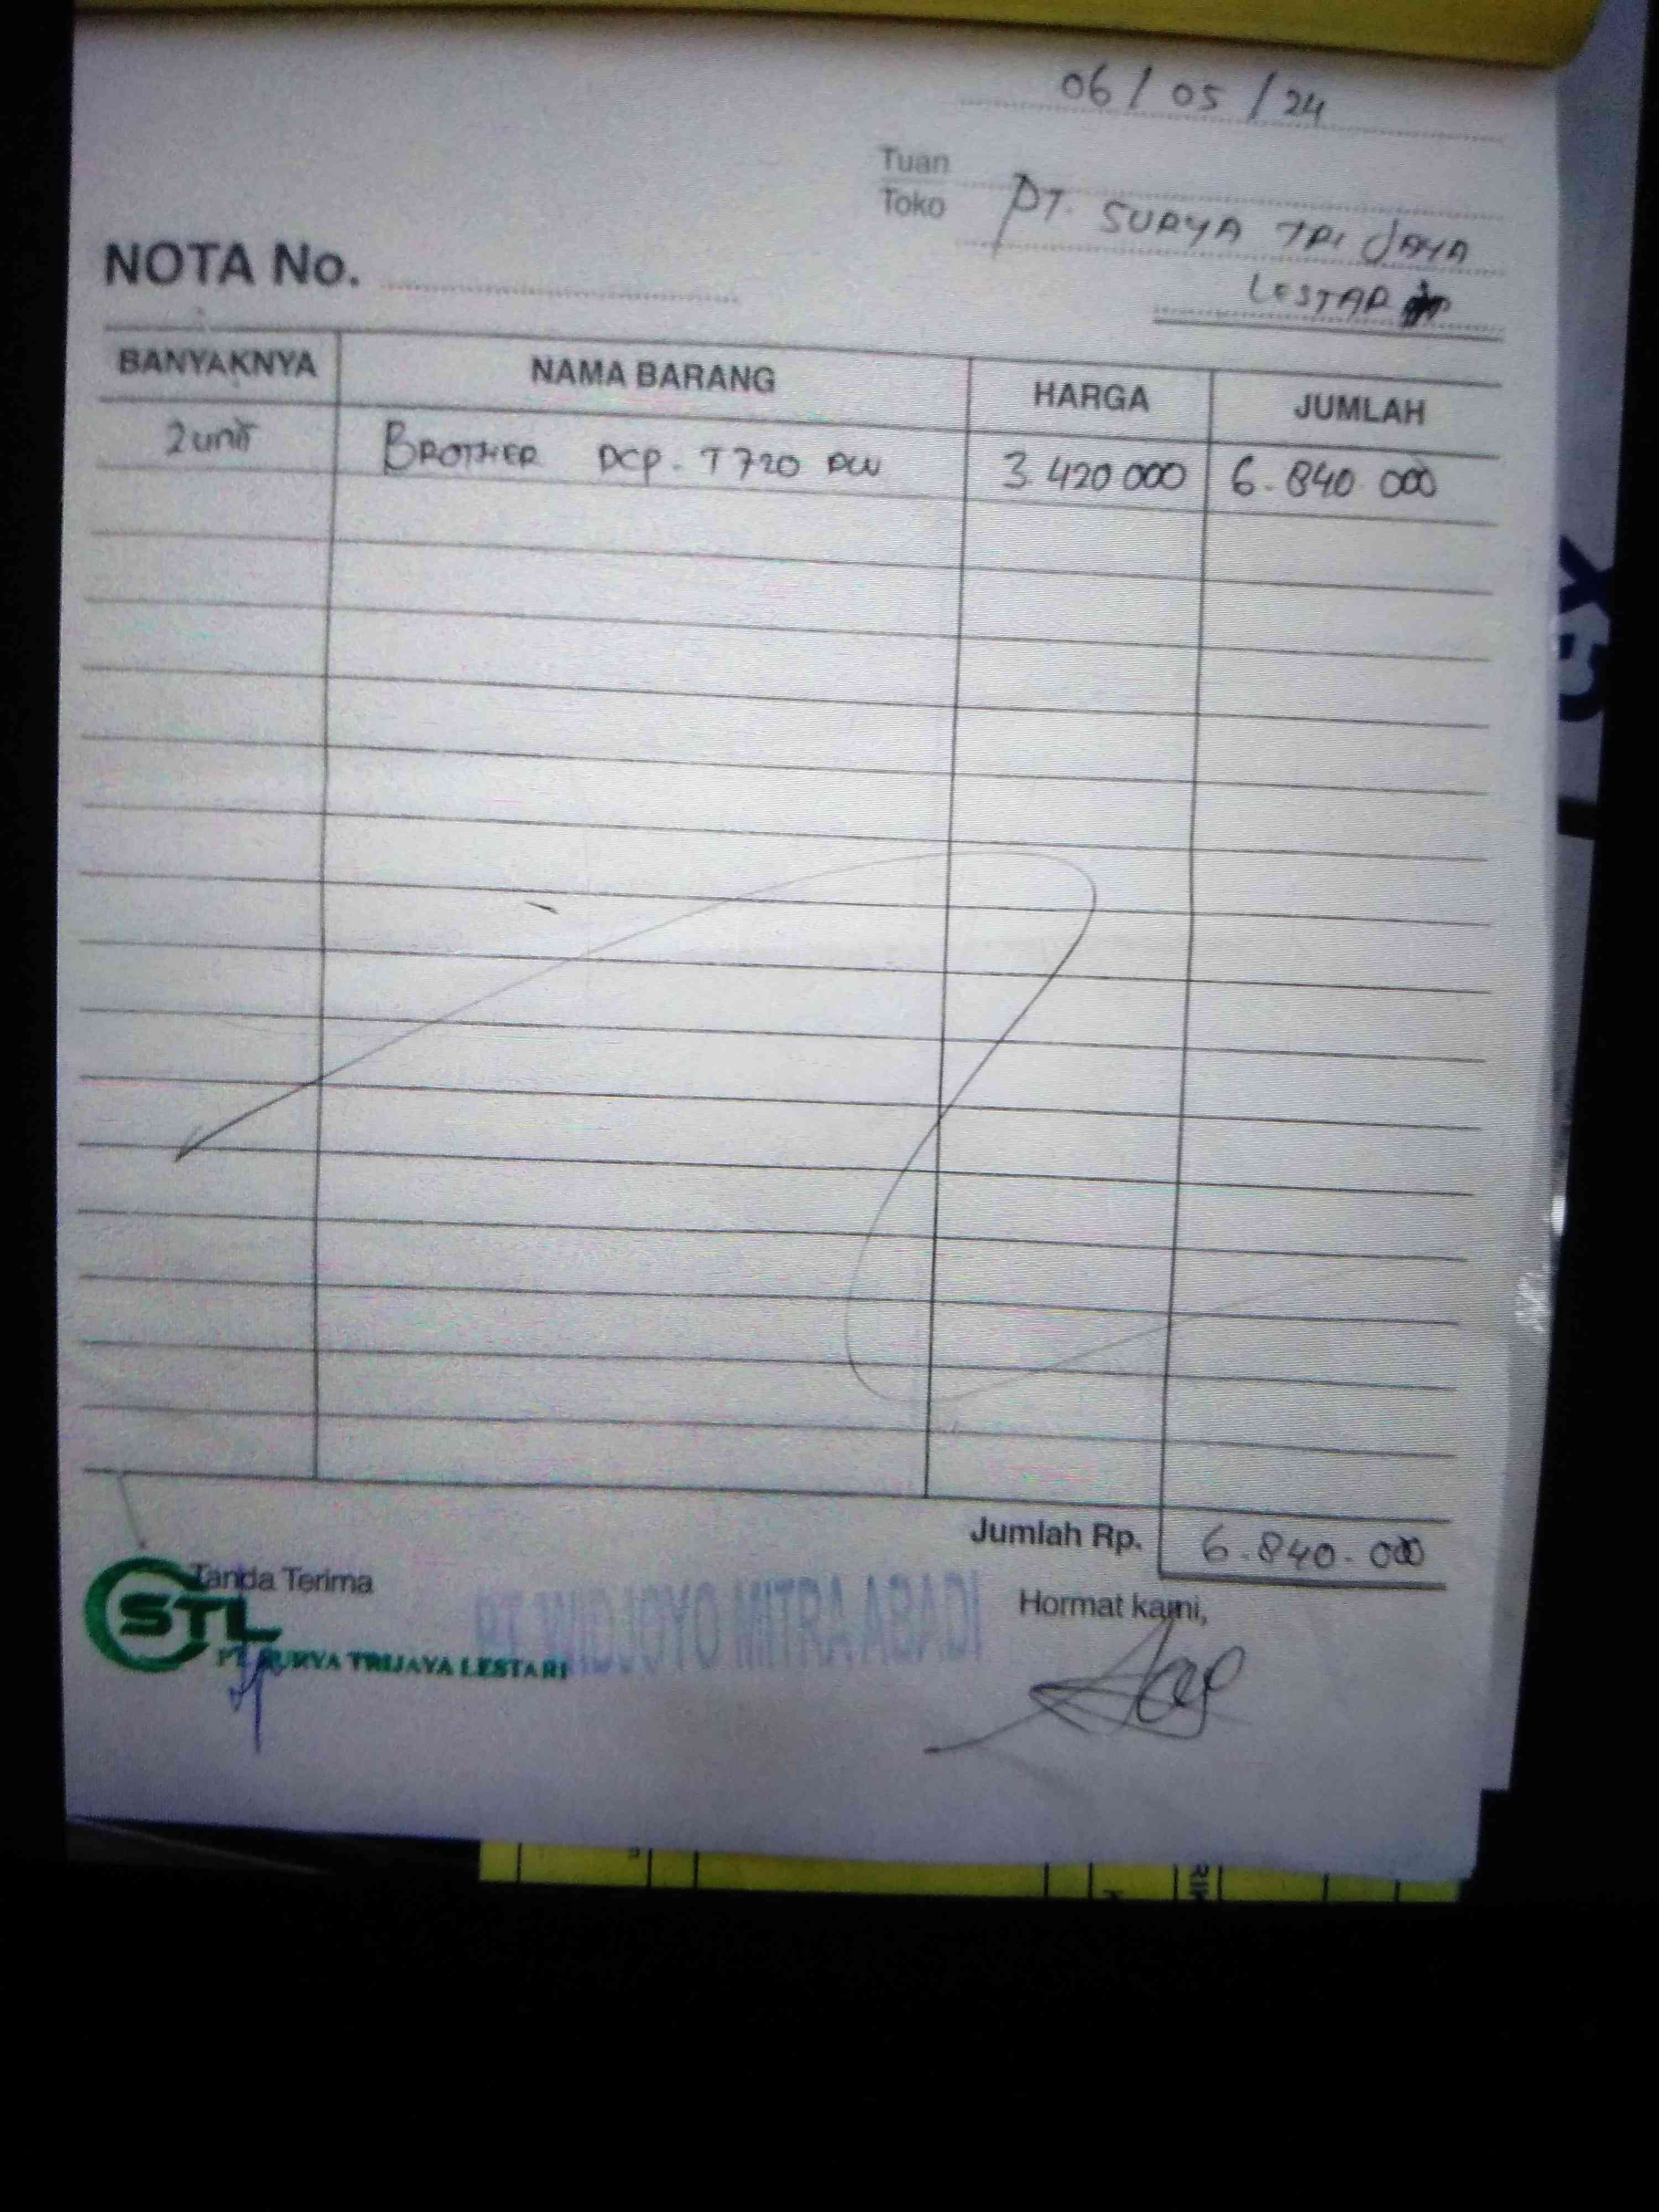 06 / 05 / 24
Tuan
Toko
PT. SURYA TRI JAYA
LESTARI
NOTA No.
BANYAKNYA NAMA BARANG HARGA JUMLAH
2 unit BROTHER DCP. T720 DW 3.420 000 6.840.000
Jumlah Rp. 6.840.000
Tanda Terima
Hormat kami,
STL
PT. SURYA TRIJAYA LESTARI
PT. WIDJOYO MITRA ABADI